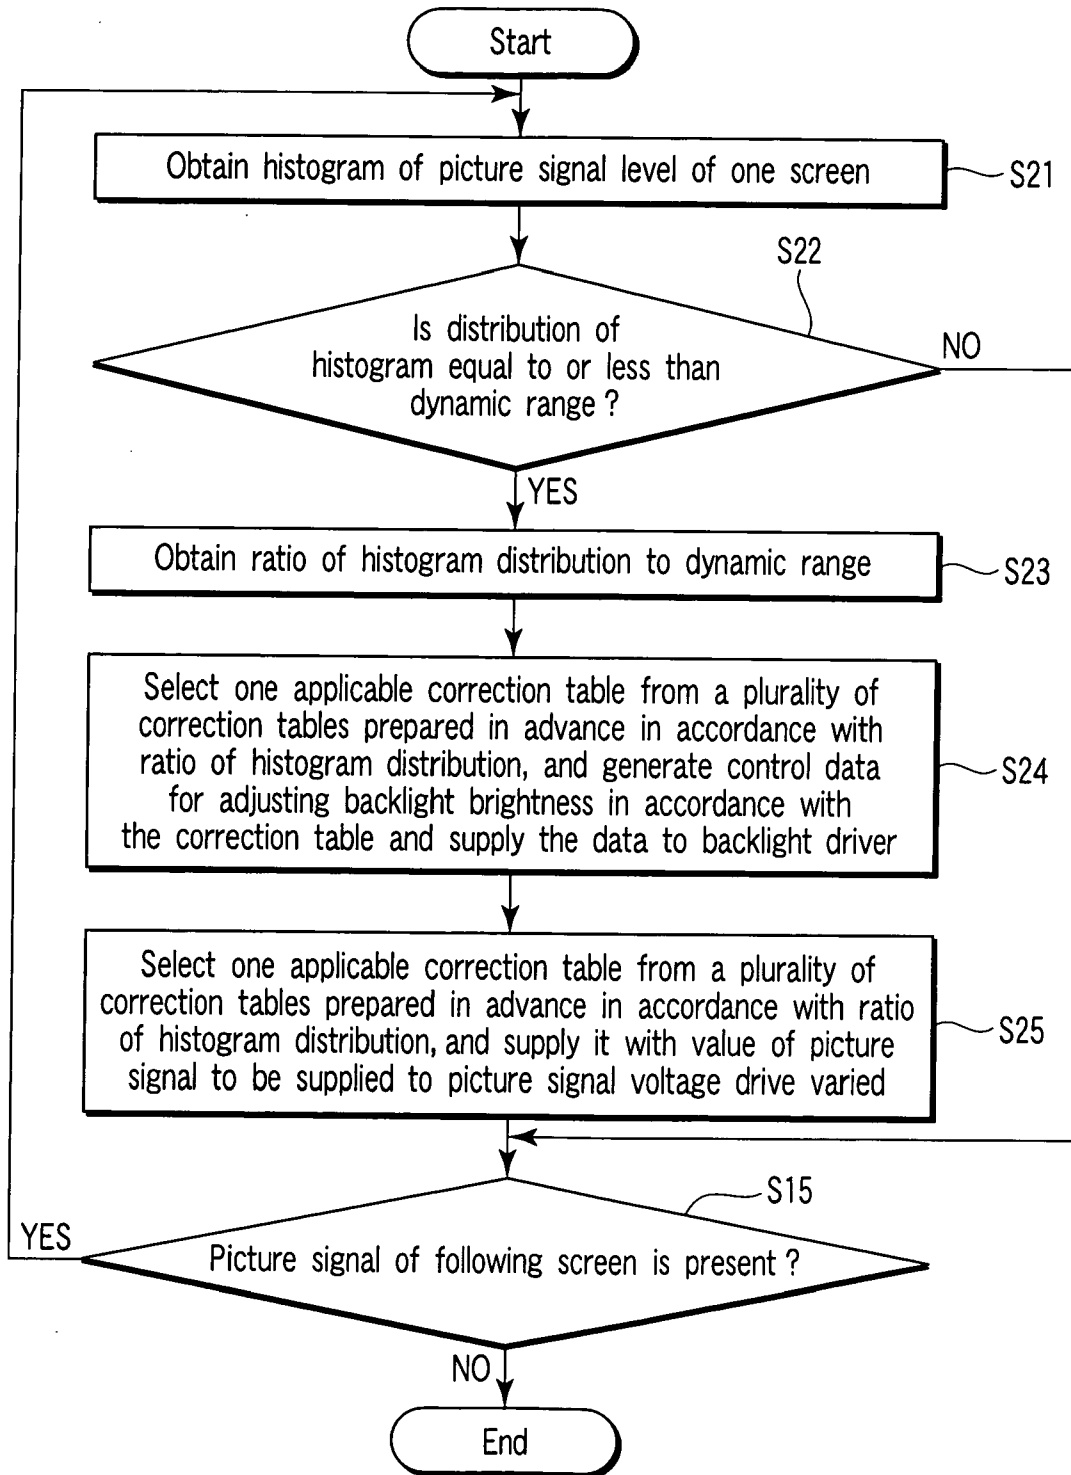 Start
Obtain histogram of picture signal level of one screen
S21
S22
Is distribution of
histogram equal to or less than
dynamic range ?
NO
YES
Obtain ratio of histogram distribution to dynamic range
S23
Select one applicable correction table from a plurality of
correction tables prepared in advance in accordance with
ratio of histogram distribution, and generate control data
for adjusting backlight brightness in accordance with
the correction table and supply the data to backlight driver
S24
Select one applicable correction table from a plurality of
correction tables prepared in advance in accordance with ratio
of histogram distribution, and supply it with value of picture
signal to be supplied to picture signal voltage drive varied
S25
S15
YES
Picture signal of following screen is present ?
NO
End